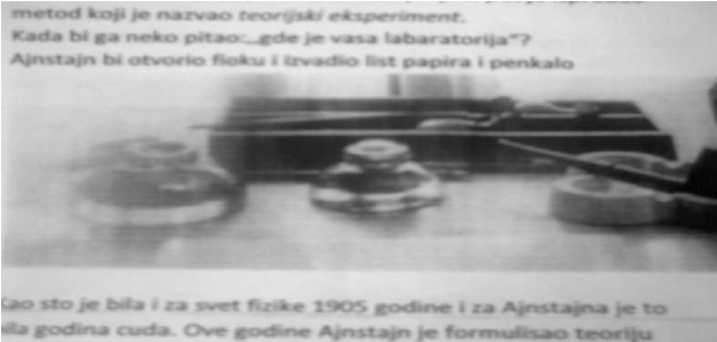 metod koji je nazvao teorijski eksperiment.
Kada bi ga neko pitao:„gde je vasa labaratorija"?
Ajnstajn bi otvorio fioku i izvadio list papira i penkalo
Kao sto je bila i za svet fizike 1905 godine i za Ajnstajna je to
bila godina cuda. Ove godine Ajnstajn je formulisao teoriju